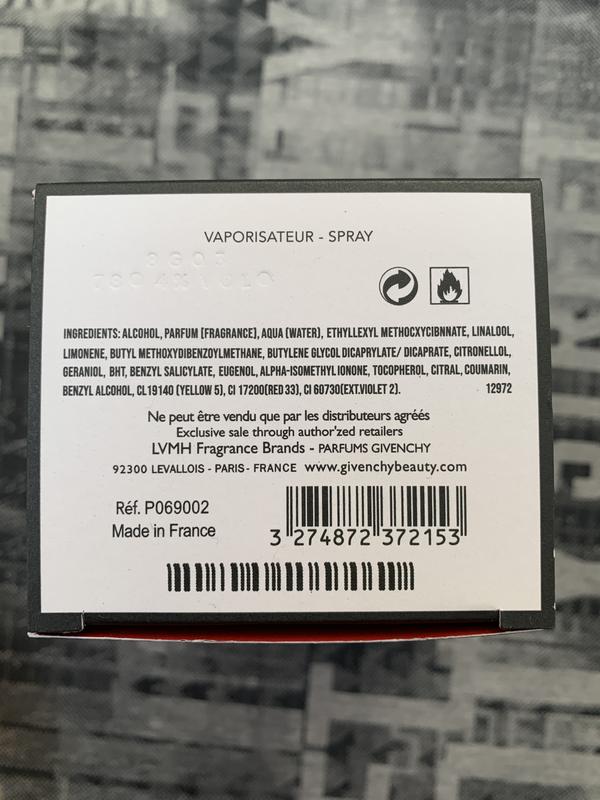 VAPORISATEUR - SPRAY
INGREDIENTS: ALCOHOL, PARFUM (FRAGRANCE), AQUA (WATER), ETHYLLEXYL METHOCXYCIBNNATE, LINALOOL,
LIMONENE, BUTYL METHOXYDIBENZOYLMETHANE, BUTYLENE GLYCOL DICAPRYLATE/ DICAPRATE, CITRONELLOL,
GERANIOL, BHT, BENZYL SALICYLATE, EUGENOL, ALPHA-ISOMETHYL IONONE, TOCOPHERQL, CITRAL, COUMARIN,
BENZYL ALCOHOL, CL19140 (YELLOW 5), CI 17200(RED 33), CI 60730(EXT.VIOLET 2). 12972
Ne peut être vendu que par les distributeurs agréés
Exclusive sale through author'zed retailers
LVMH Fragrance Brands - PARFUMS GIVENCHY
92300 LEVALLOIS - PARIS - FRANCE www.givenchybeauty.com
Réf. P069002
Made in France
3 274872 372153